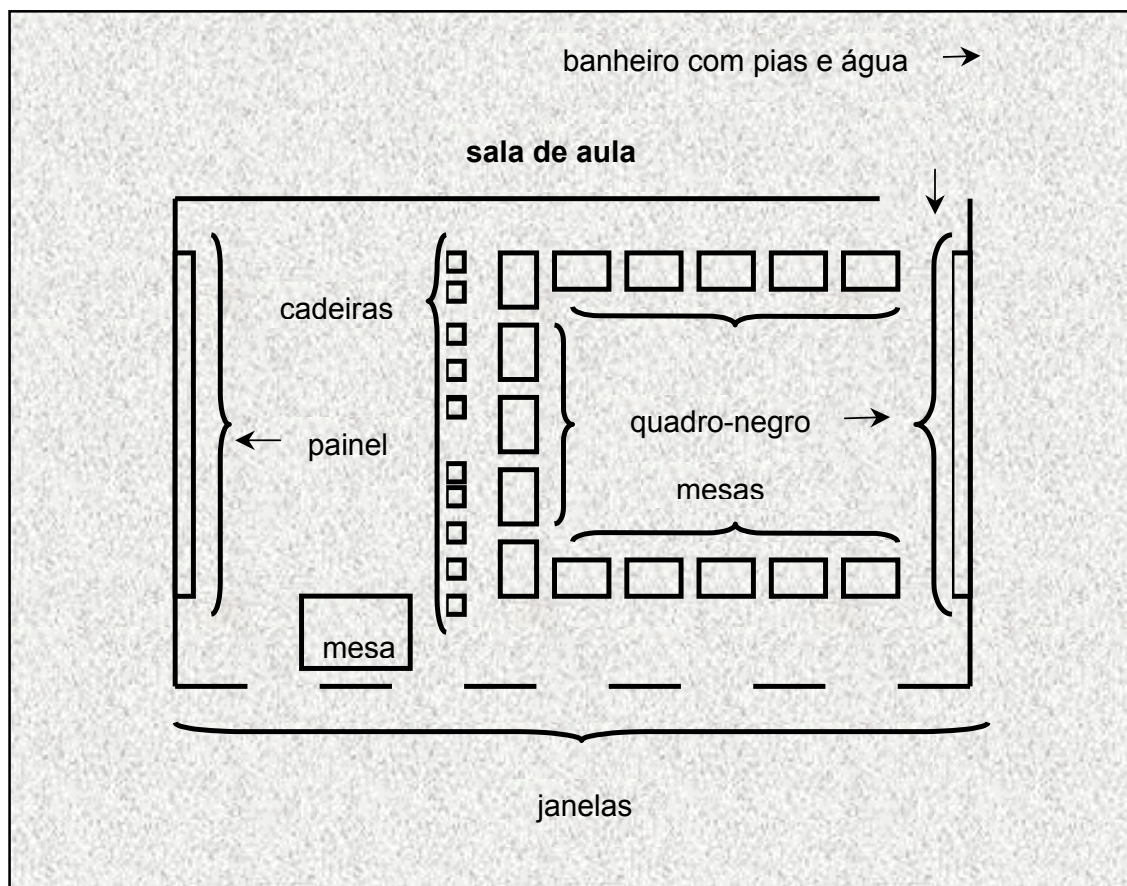 banheiro com pias e água
sala de aula
cadeiras
painel
quadro-negro
mesas
mesa
janelas